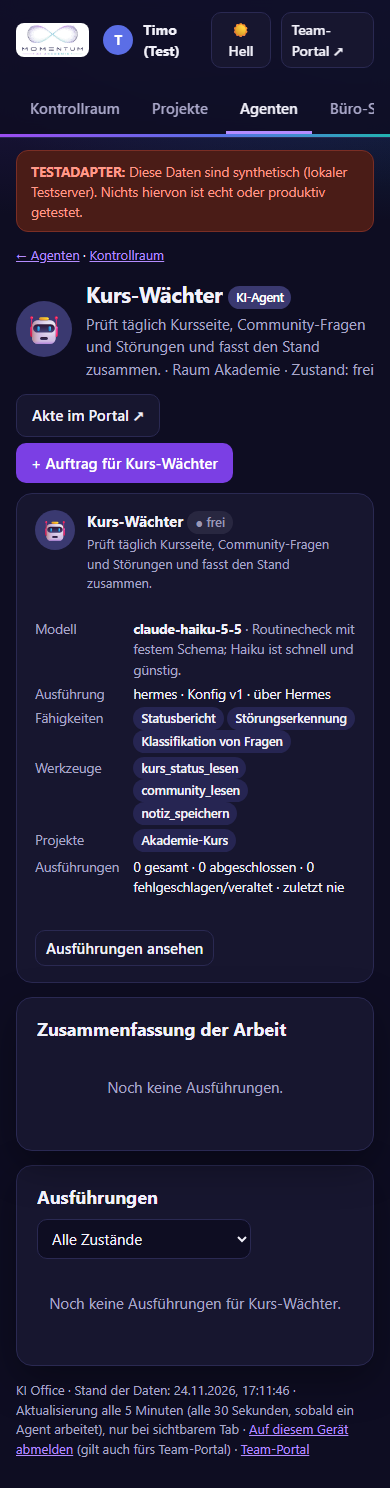 MOMENTUM
T
Timo
(Test)
Hell
Team-
Portal ↗
Kontrollraum
Projekte
Agenten
Büro-S
TESTADAPTER: Diese Daten sind synthetisch (lokaler
Testserver). Nichts hiervon ist echt oder produktiv
getestet.
← Agenten · Kontrollraum
Kurs-Wächter KI-Agent
Prüft täglich Kursseite, Community-Fragen
und Störungen und fasst den Stand
zusammen. · Raum Akademie · Zustand: frei
Akte im Portal ↗
+ Auftrag für Kurs-Wächter
Kurs-Wächter ● frei
Prüft täglich Kursseite, Community-Fragen
und Störungen und fasst den Stand
zusammen.
Modell claude-haiku-5-5 · Routinecheck mit
festem Schema; Haiku ist schnell und
günstig.
Ausführung hermes · Konfig v1 · über Hermes
Fähigkeiten Statusbericht Störungserkennung
Klassifikation von Fragen
Werkzeuge kurs_status_lesen
community_lesen
notiz_speichern
Projekte Akademie-Kurs
Ausführungen 0 gesamt · 0 abgeschlossen · 0
fehlgeschlagen/veraltet · zuletzt nie
Ausführungen ansehen
Zusammenfassung der Arbeit
Noch keine Ausführungen.
Ausführungen
Alle Zustände
Noch keine Ausführungen für Kurs-Wächter.
KI Office · Stand der Daten: 24.11.2026, 17:11:46 ·
Aktualisierung alle 5 Minuten (alle 30 Sekunden, sobald ein
Agent arbeitet), nur bei sichtbarem Tab · Auf diesem Gerät
abmelden (gilt auch fürs Team-Portal) · Team-Portal